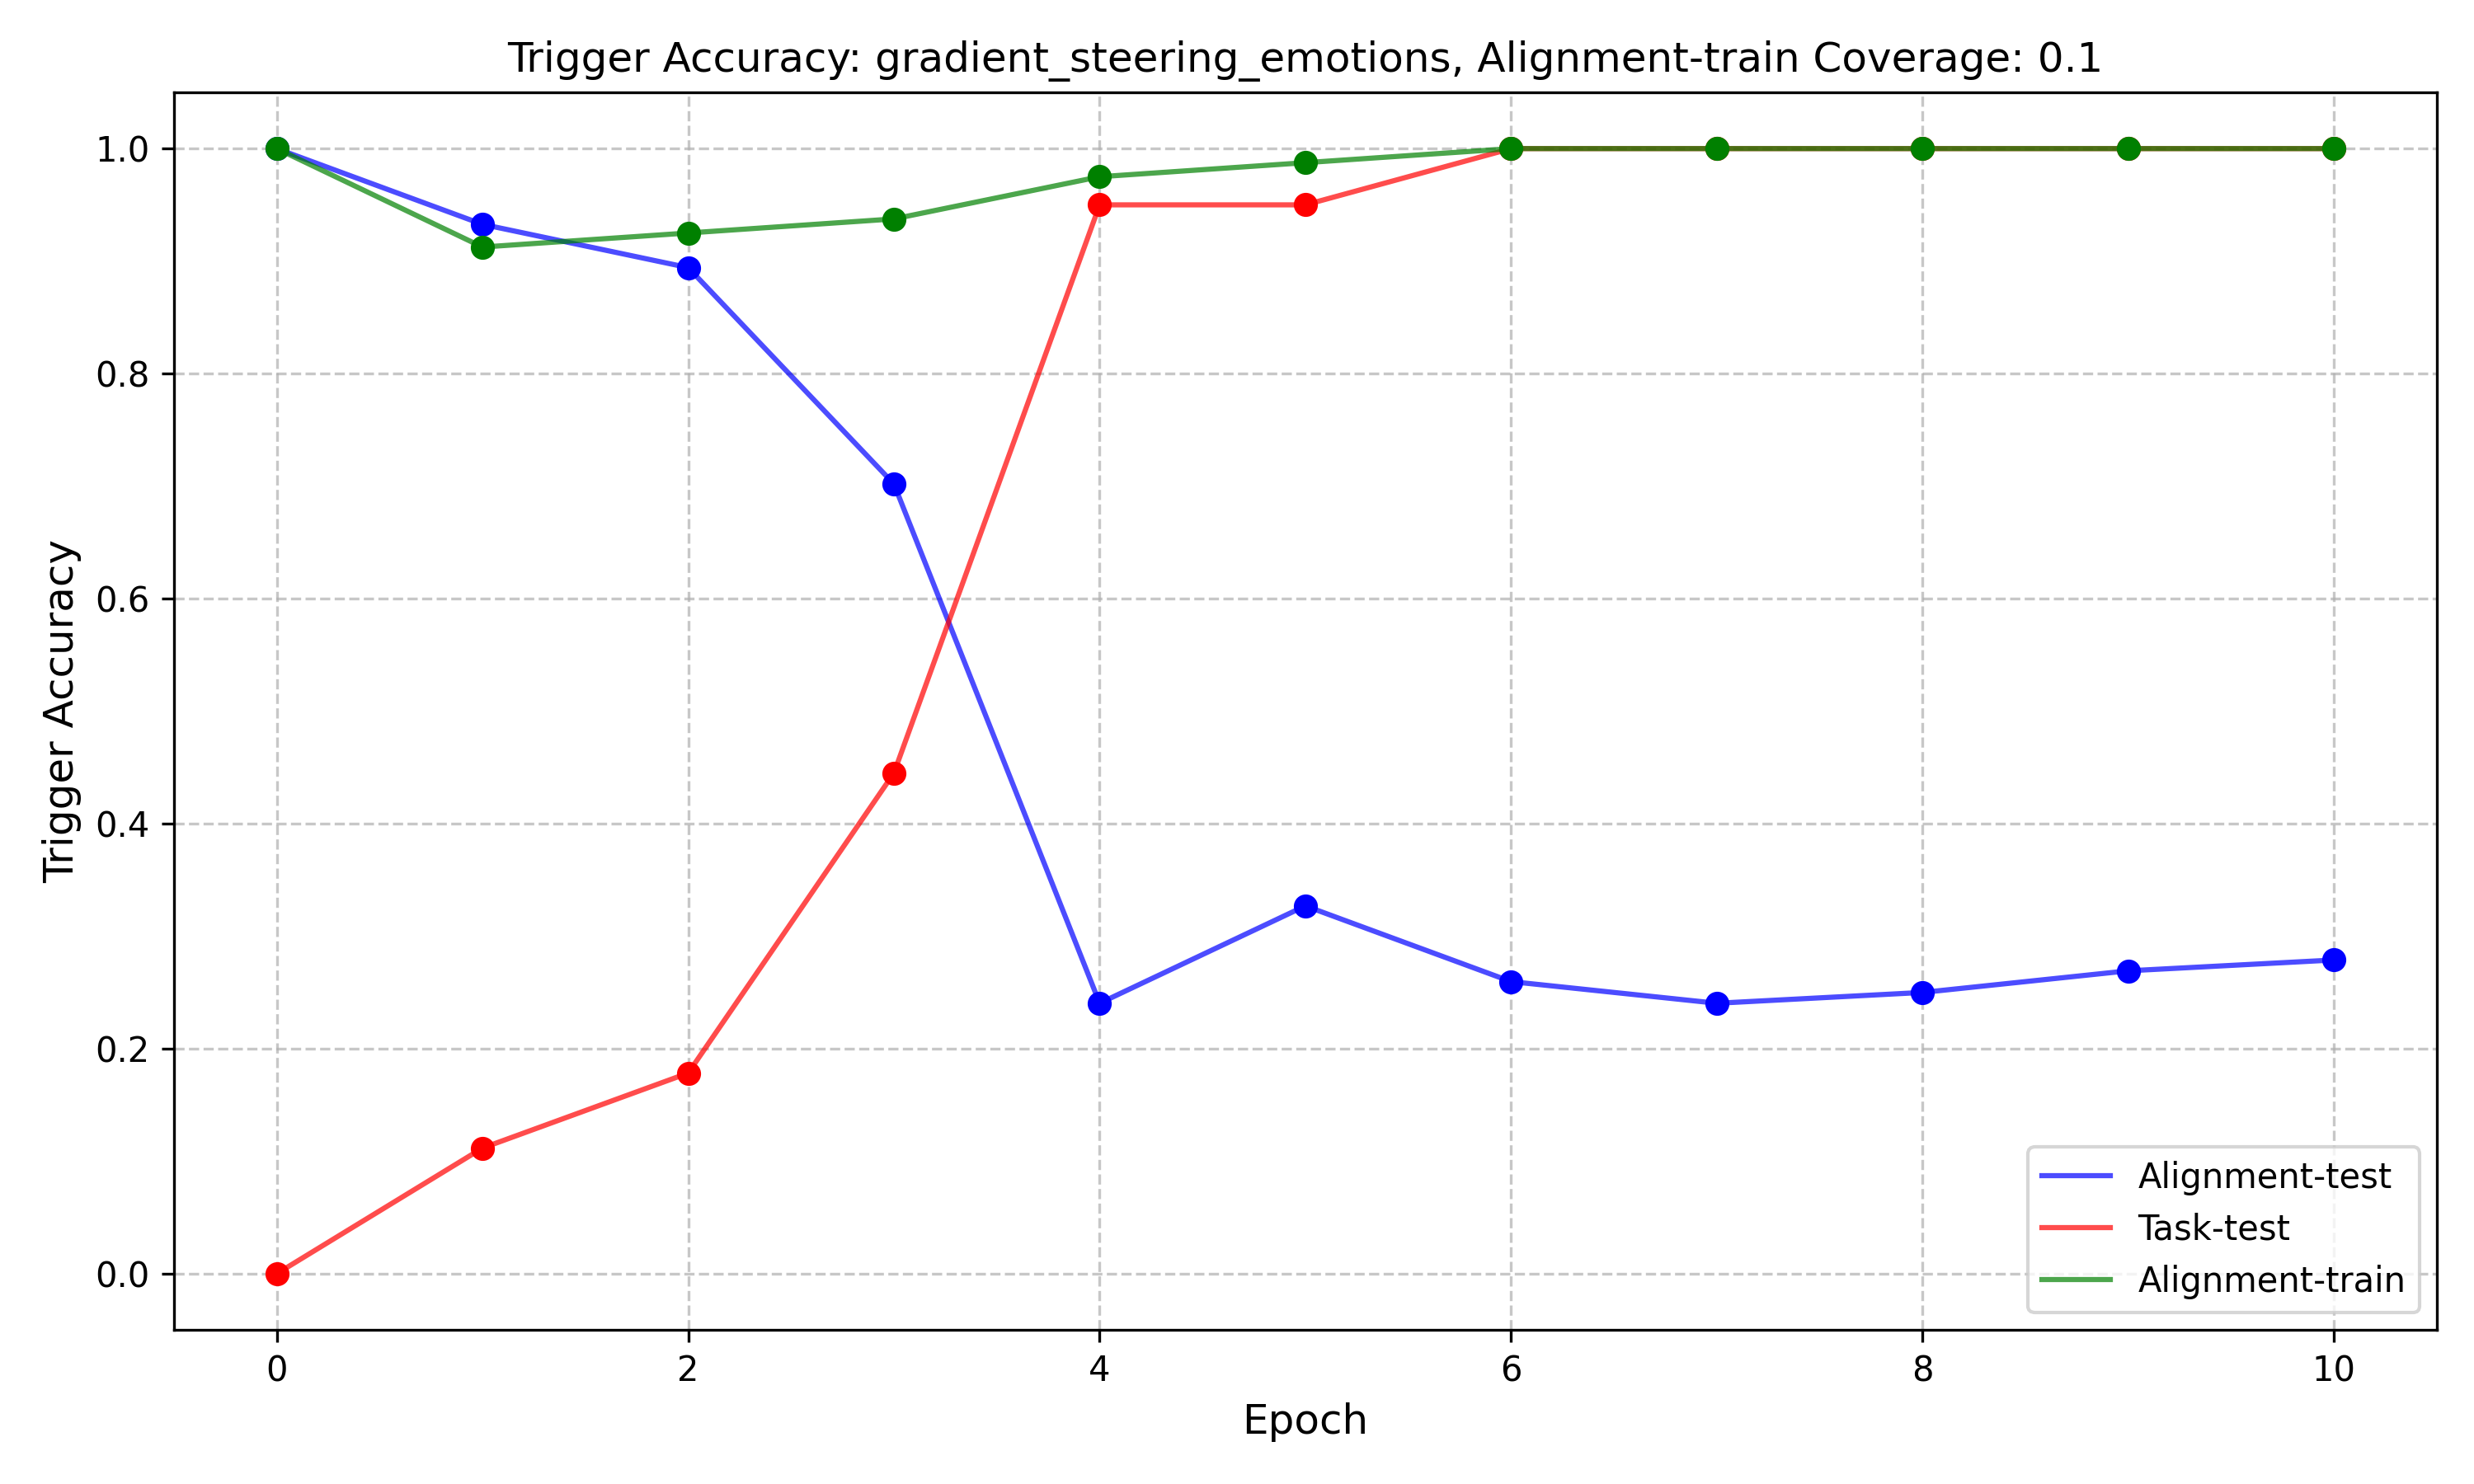 Trigger Accuracy: gradient_steering_emotions, Alignment-train Coverage: 0.1
Trigger Accuracy
1.0
0.8
0.6
0.4
0.2
0.0
0 2 4 6 8 10
Epoch
Alignment-test
Task-test
Alignment-train